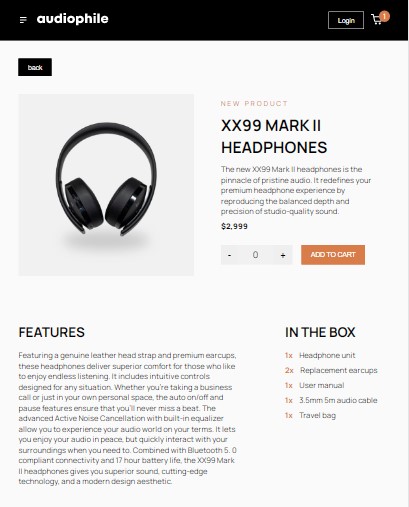 audiophile
Login
1
back
NEW PRODUCT
XX99 MARK II
HEADPHONES
The new XX99 Mark II headphones is the
pinnacle of pristine audio. It redefines your
premium headphone experience by
reproducing the balanced depth and
precision of studio-quality sound.
$2,999
- 0 +
ADD TO CART
FEATURES
Featuring a genuine leather head strap and premium earcups,
these headphones deliver superior comfort for those who like
to enjoy endless listening. It includes intuitive controls
designed for any situation. Whether you're taking a business
call or just in your own personal space, the auto on/off and
pause features ensure that you'll never miss a beat. The
advanced Active Noise Cancellation with built-in equalizer
allow you to experience your audio world on your terms. It lets
you enjoy your audio in peace, but quickly interact with your
surroundings when you need to. Combined with Bluetooth 5. 0
compliant connectivity and 17 hour battery life, the XX99 Mark
II headphones gives you superior sound, cutting-edge
technology, and a modern design aesthetic.
IN THE BOX
1x Headphone unit
2x Replacement earcups
1x User manual
1x 3.5mm 5m audio cable
1x Travel bag